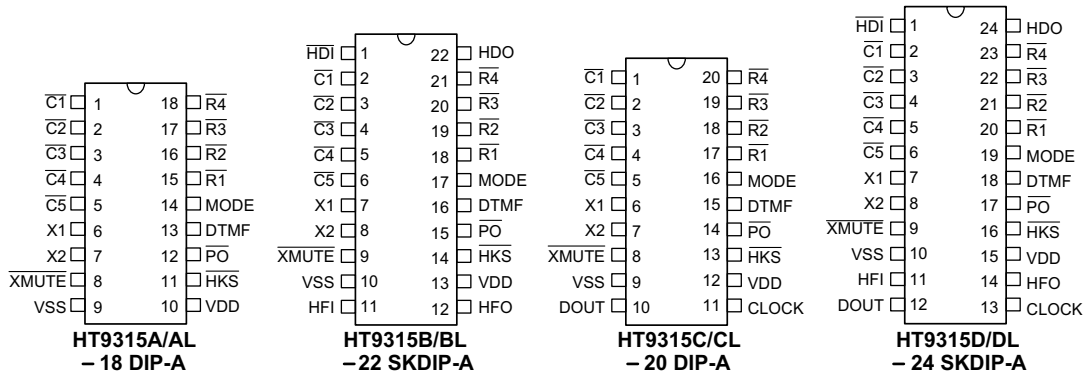 C1 1 18 R4
C2 2 17 R3
C3 3 16 R2
C4 4 15 R1
C5 5 14 MODE
X1 6 13 DTMF
X2 7 12 PO
XMUTE 8 11 HKS
VSS 9 10 VDD
HT9315A/AL
– 18 DIP-A
HDI 1 22 HDO
C1 2 21 R4
C2 3 20 R3
C3 4 19 R2
C4 5 18 R1
C5 6 17 MODE
X1 7 16 DTMF
X2 8 15 PO
XMUTE 9 14 HKS
VSS 10 13 VDD
HFI 11 12 HFO
HT9315B/BL
– 22 SKDIP-A
C1 1 20 R4
C2 2 19 R3
C3 3 18 R2
C4 4 17 R1
C5 5 16 MODE
X1 6 15 DTMF
X2 7 14 PO
XMUTE 8 13 HKS
VSS 9 12 VDD
DOUT 10 11 CLOCK
HT9315C/CL
– 20 DIP-A
HDI 1 24 HDO
C1 2 23 R4
C2 3 22 R3
C3 4 21 R2
C4 5 20 R1
C5 6 19 MODE
X1 7 18 DTMF
X2 8 17 PO
XMUTE 9 16 HKS
VSS 10 15 VDD
HFI 11 14 HFO
DOUT 12 13 CLOCK
HT9315D/DL
– 24 SKDIP-A